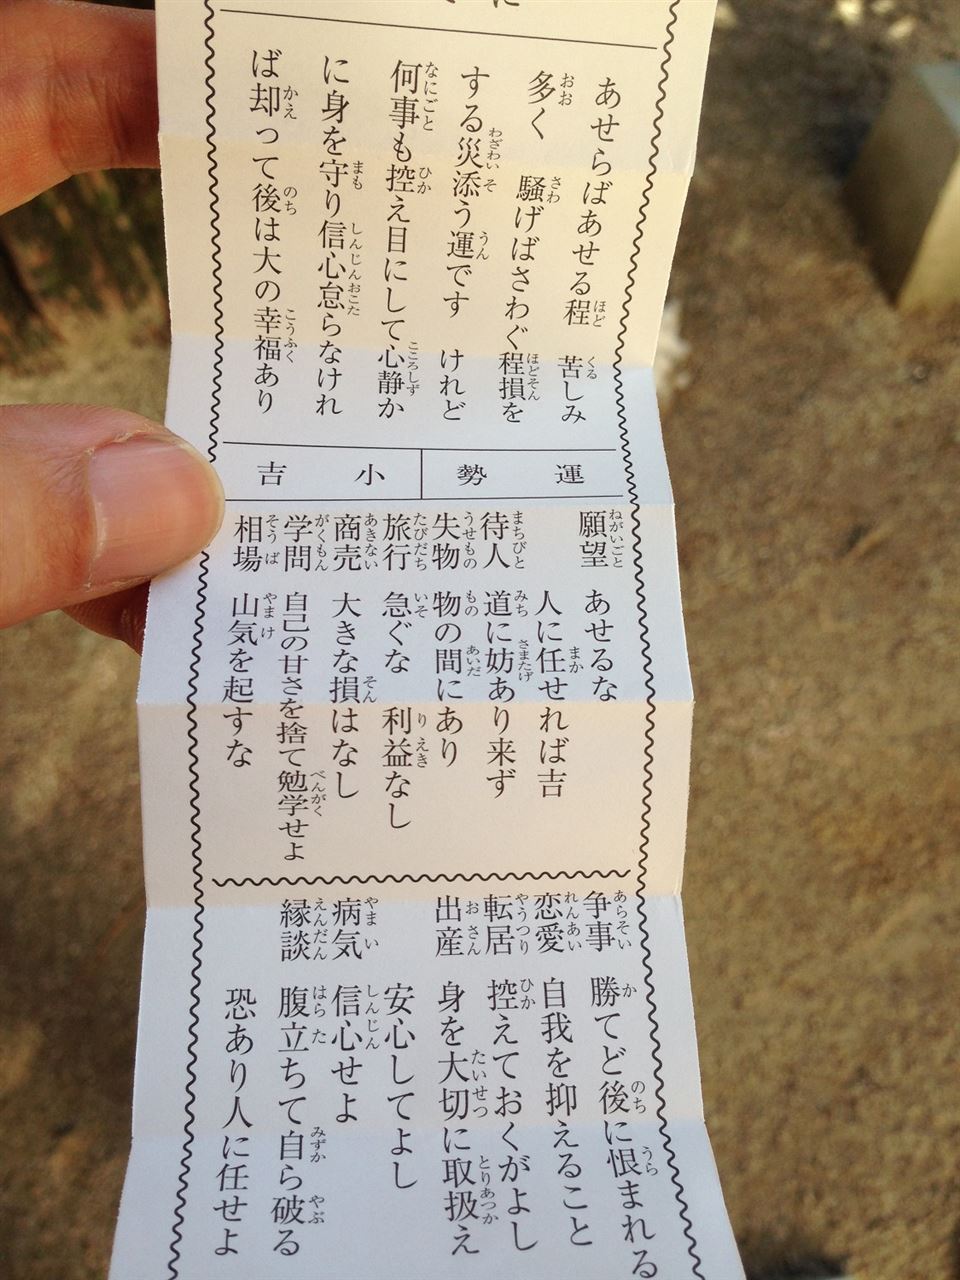 に
あせらばあせる程 苦しみ
多く 騒げばさわぐ程損を
する災添う運です けれど
何事も控え目にして心静か
に身を守り信心怠らなけれ
ば却って後は大の幸福あり
運勢 小吉
願望 あせるな
人に任せれば吉
待人 道に妨あり来ず
失物 物の間にあり
旅行 急ぐな 利益なし
商売 大きな損はなし
学問 自己の甘さを捨て勉学せよ
相場 山気を起すな
争事 勝てど後に恨まれる
恋愛 自我を抑えること
転居 控えておくがよし
出産 身を大切に取扱え
安心してよし
病気 信心せよ
縁談 腹立ちて自ら破る
恐あり人に任せよ